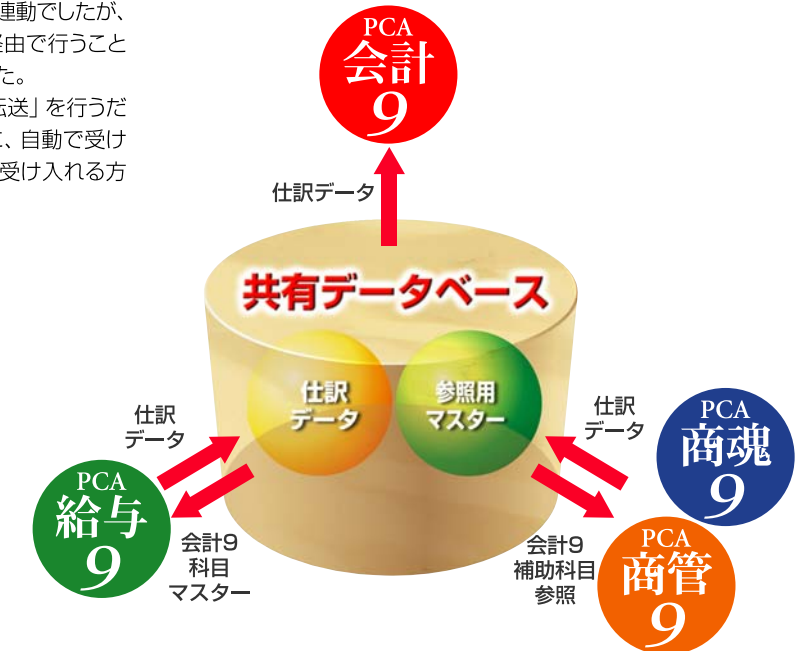 連動でしたが、
経由で行うこと
た。
転送」を行うだ
に、自動で受け
受け入れる方
PCA
会計
9
仕訳データ
共有データベース
仕訳
データ
参照用
マスター
仕訳
データ
PCA
給与
9
会計9
科目
マスター
仕訳
データ
PCA
商魂
9
会計9
補助科目
参照
PCA
商管
9